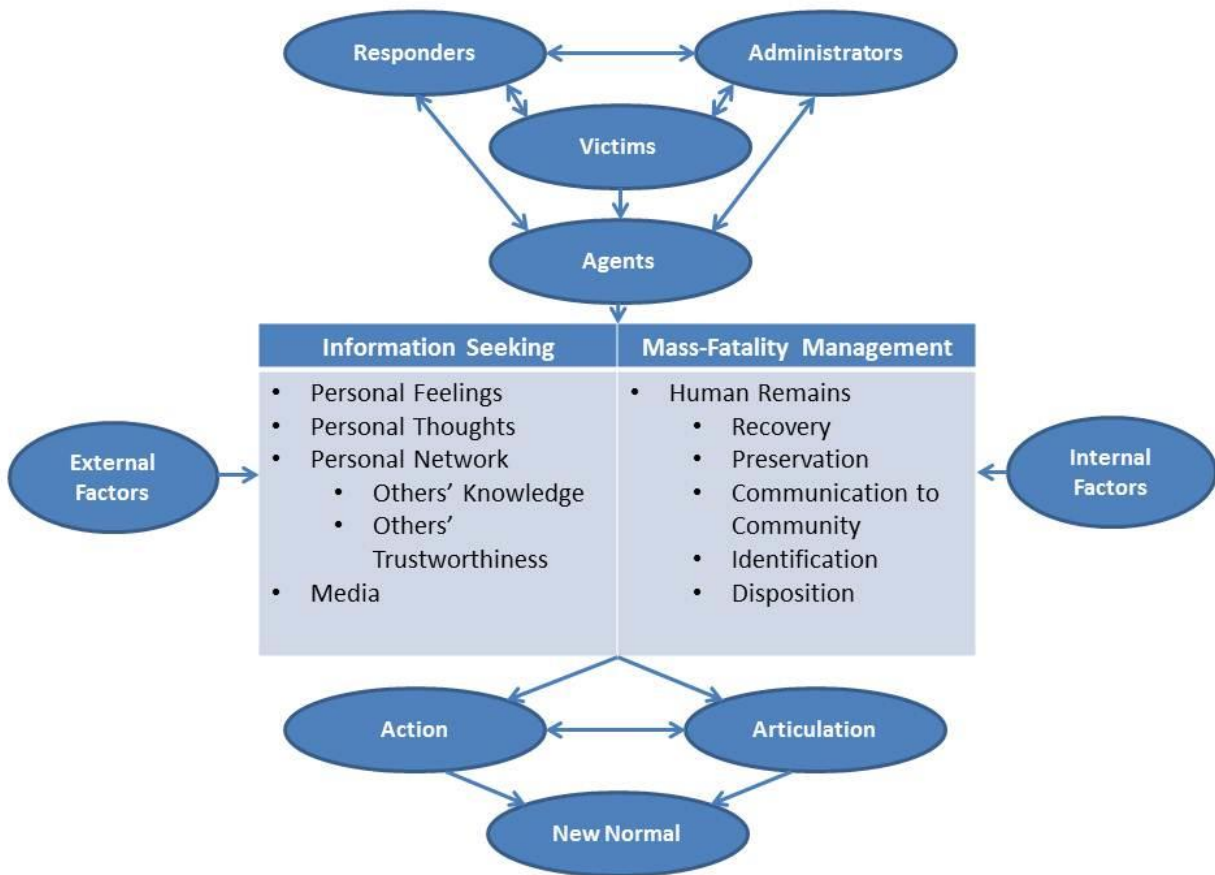 Responders
Administrators
Victims
Agents
Information Seeking
Mass-Fatality Management
• Personal Feelings
• Personal Thoughts
• Personal Network
• Others’ Knowledge
• Others’
Trustworthiness
• Media
• Human Remains
• Recovery
• Preservation
• Communication to
Community
• Identification
• Disposition
External
Factors
Internal
Factors
Action
Articulation
New Normal